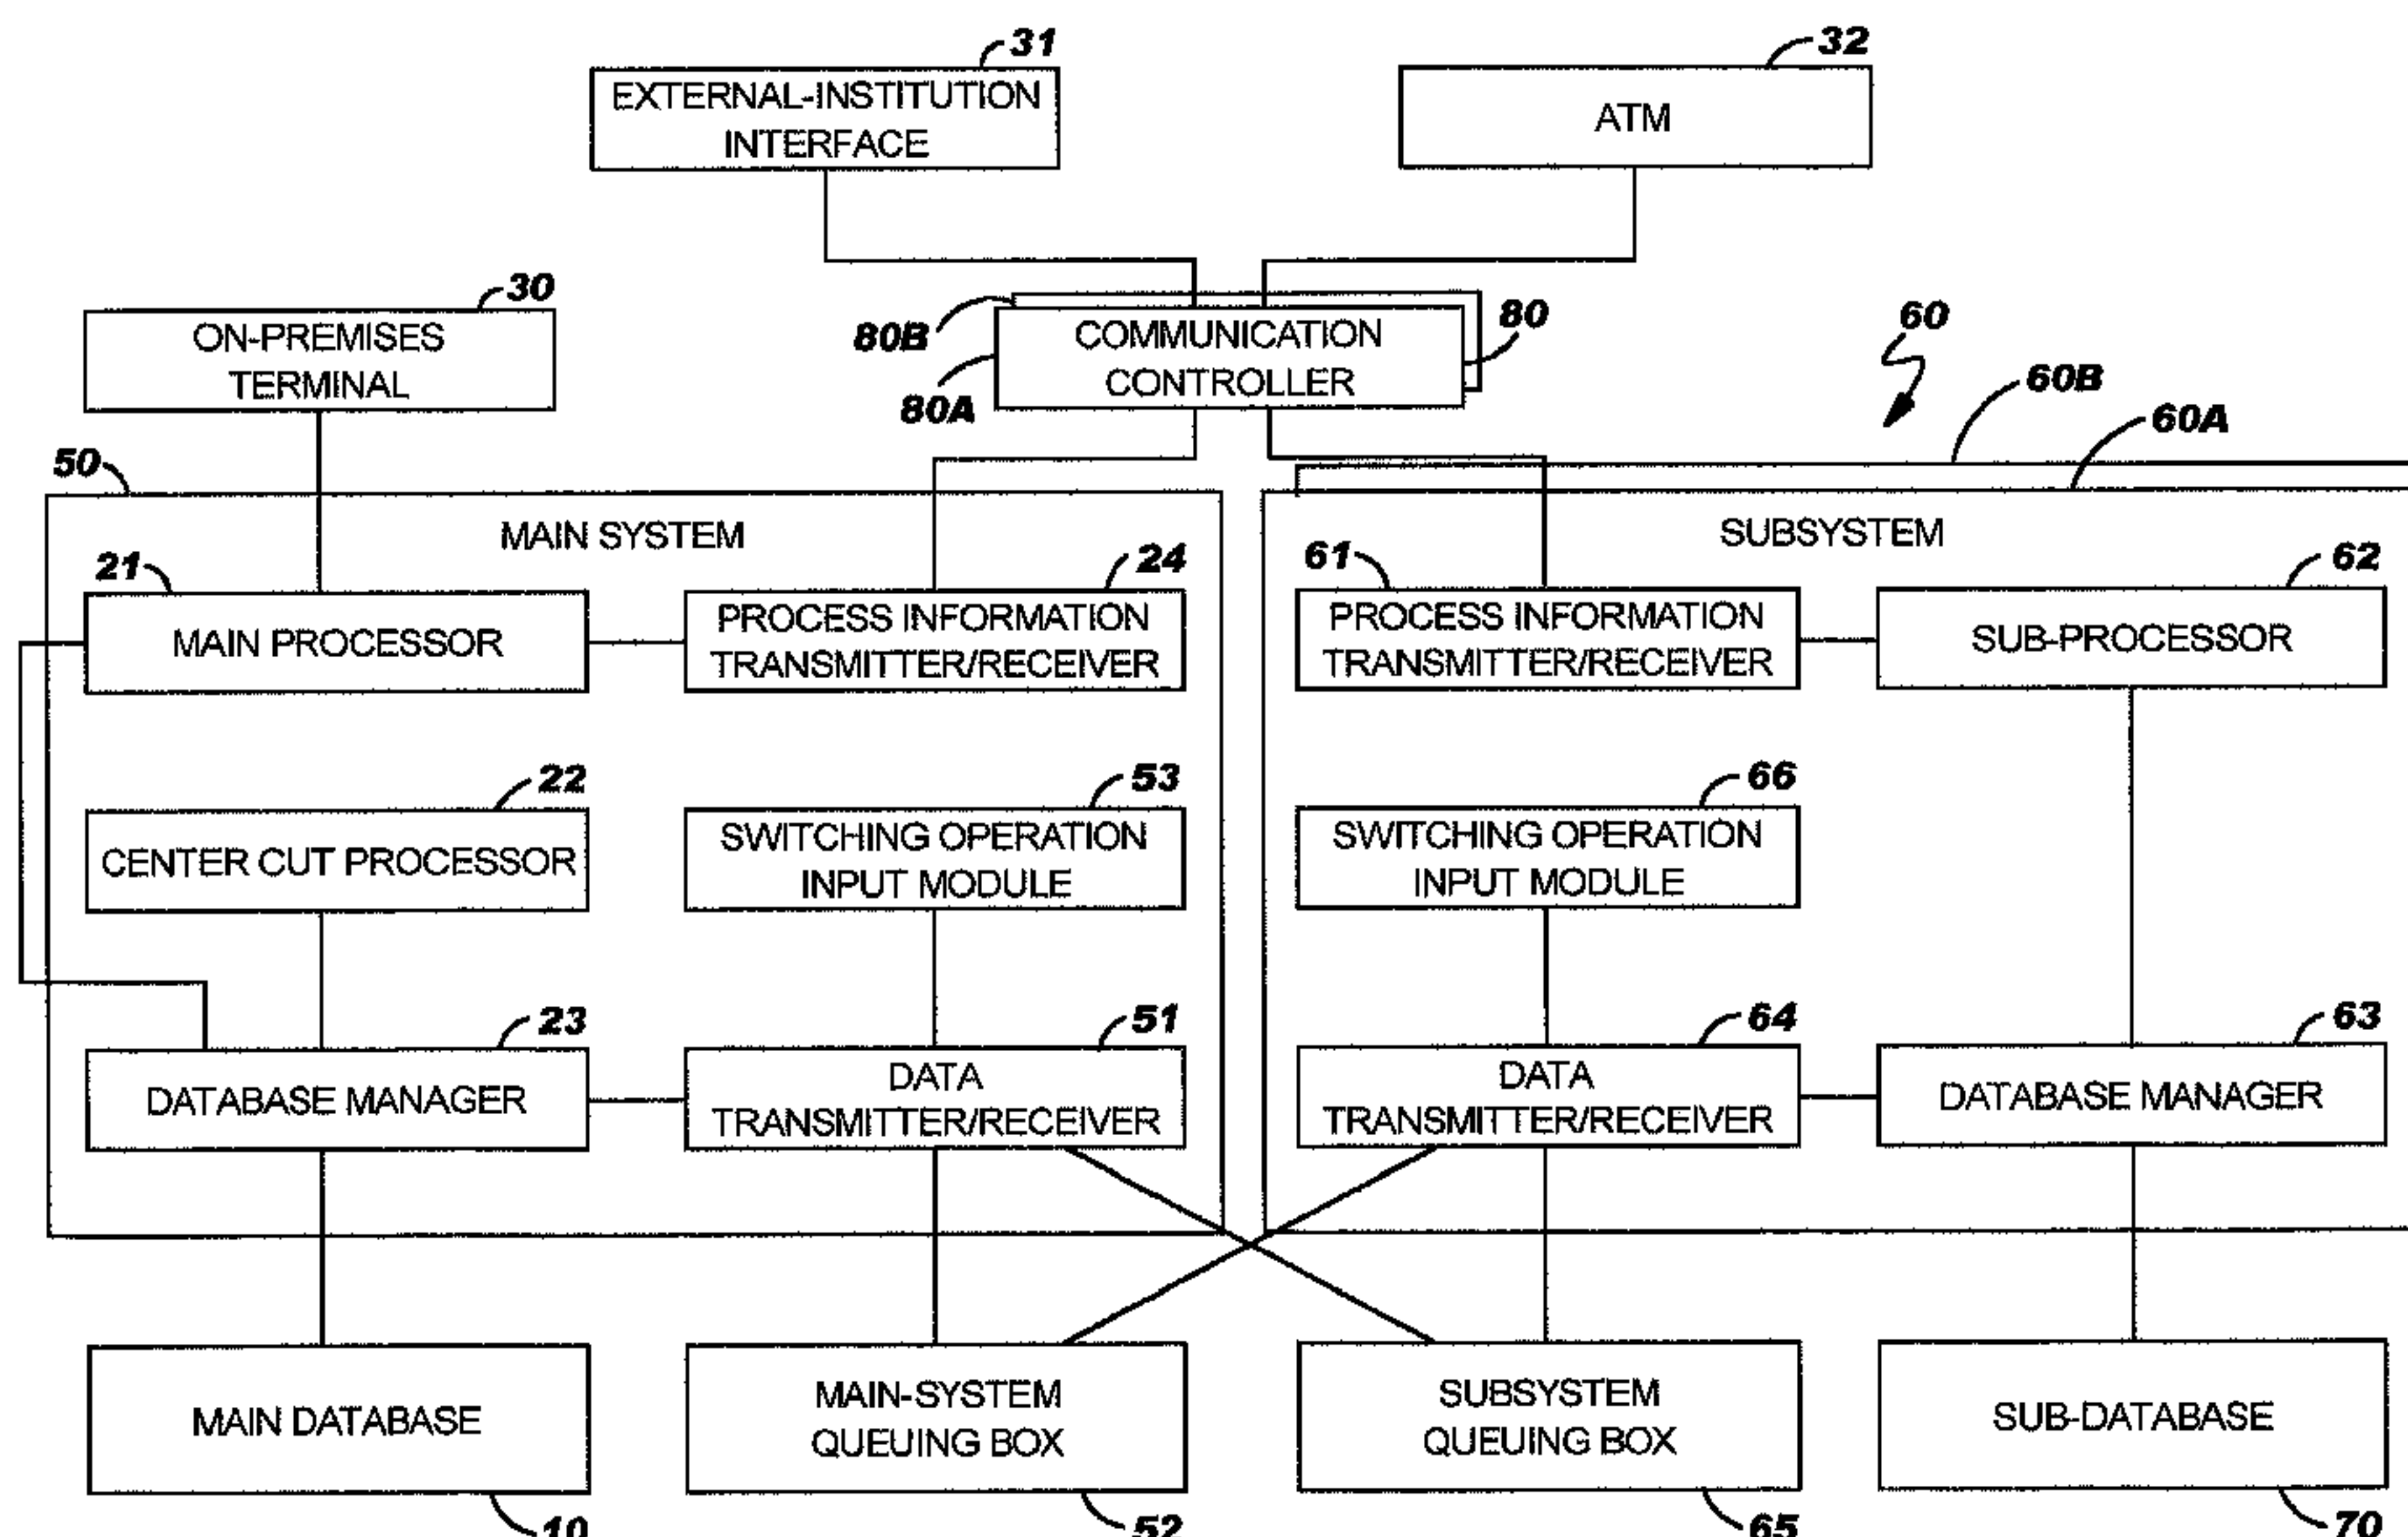 31
EXTERNAL-INSTITUTION
INTERFACE
32
ATM
30
ON-PREMISES
TERMINAL
80B
80A
COMMUNICATION
CONTROLLER
80
60
60B
60A
50
MAIN SYSTEM
SUBSYSTEM
21
MAIN PROCESSOR
24
PROCESS INFORMATION
TRANSMITTER/RECEIVER
61
PROCESS INFORMATION
TRANSMITTER/RECEIVER
62
SUB-PROCESSOR
22
CENTER CUT PROCESSOR
53
SWITCHING OPERATION
INPUT MODULE
66
SWITCHING OPERATION
INPUT MODULE
23
DATABASE MANAGER
51
DATA
TRANSMITTER/RECEIVER
64
DATA
TRANSMITTER/RECEIVER
63
DATABASE MANAGER
MAIN DATABASE
10
MAIN-SYSTEM
QUEUING BOX
52
SUBSYSTEM
QUEUING BOX
65
SUB-DATABASE
70